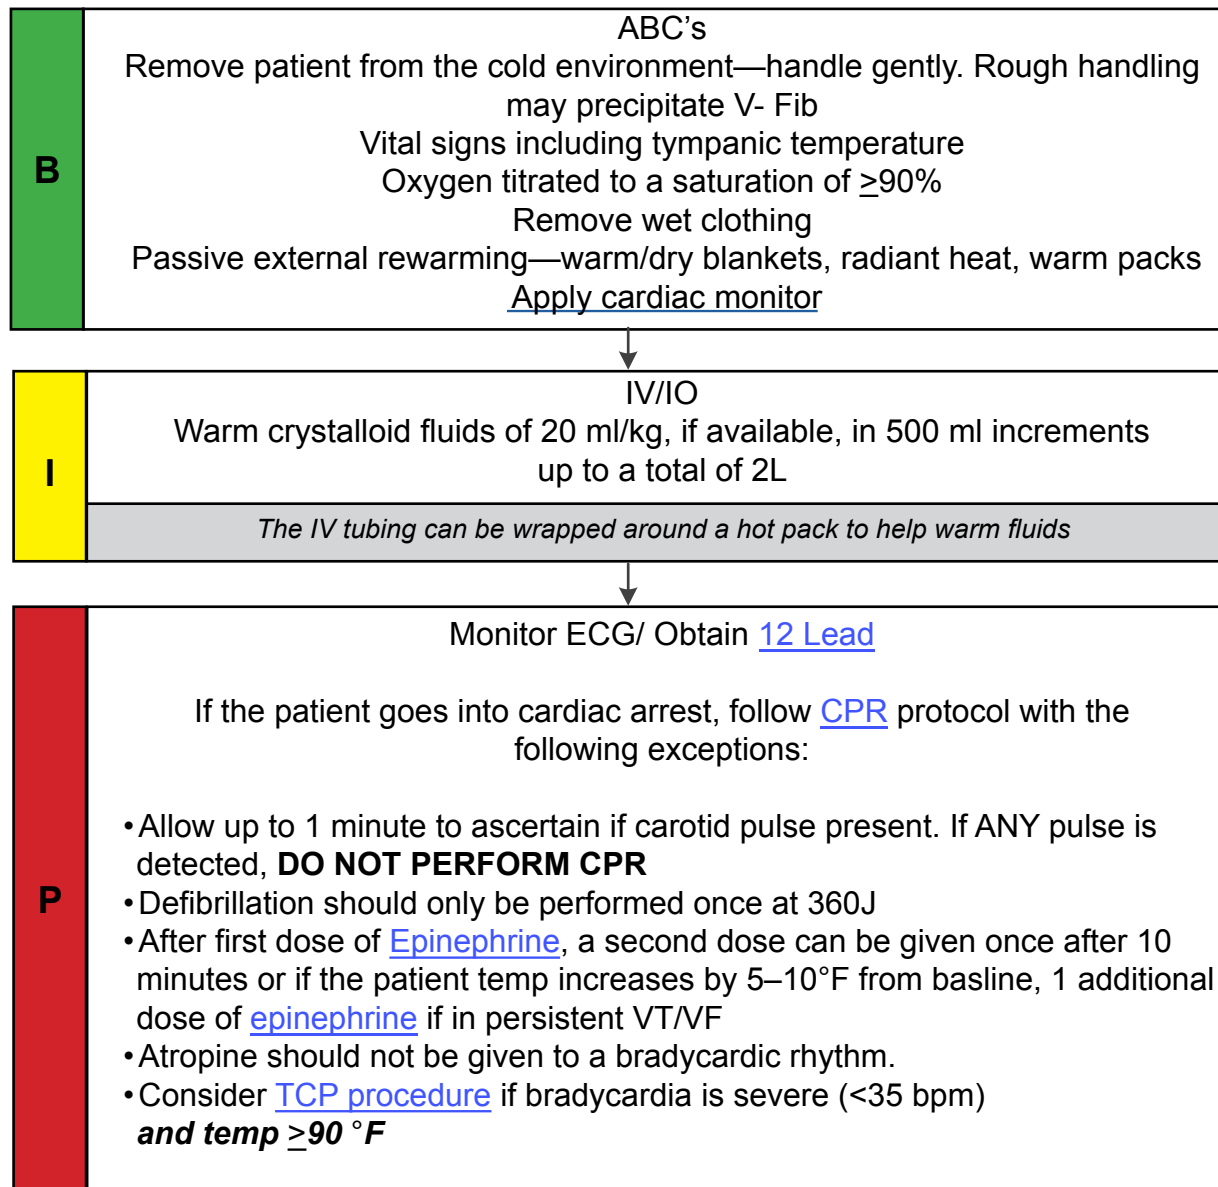 B
ABC’s
Remove patient from the cold environment—handle gently. Rough handling
may precipitate V- Fib
Vital signs including tympanic temperature
Oxygen titrated to a saturation of ≥90%
Remove wet clothing
Passive external rewarming—warm/dry blankets, radiant heat, warm packs
Apply cardiac monitor
I
IV/IO
Warm crystalloid fluids of 20 ml/kg, if available, in 500 ml increments
up to a total of 2L
The IV tubing can be wrapped around a hot pack to help warm fluids
P
Monitor ECG/ Obtain 12 Lead
If the patient goes into cardiac arrest, follow CPR protocol with the
following exceptions:
•Allow up to 1 minute to ascertain if carotid pulse present. If ANY pulse is
detected, DO NOT PERFORM CPR
•Defibrillation should only be performed once at 360J
•After first dose of Epinephrine, a second dose can be given once after 10
minutes or if the patient temp increases by 5–10°F from basline, 1 additional
dose of epinephrine if in persistent VT/VF
•Atropine should not be given to a bradycardic rhythm.
•Consider TCP procedure if bradycardia is severe (<35 bpm)
and temp ≥90 °F